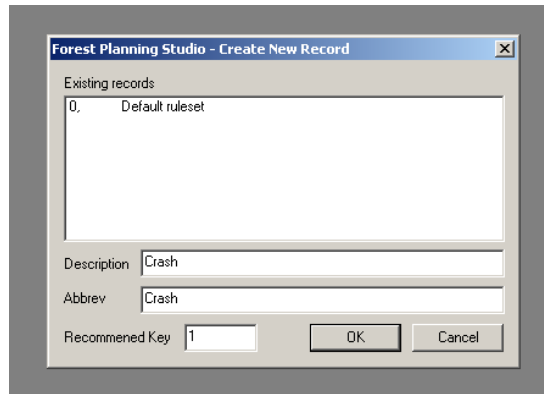 Forest Planning Studio - Create New Record
Existing records
0, Default ruleset
Description Crash
Abbrev Crash
Recommened Key 1 OK Cancel